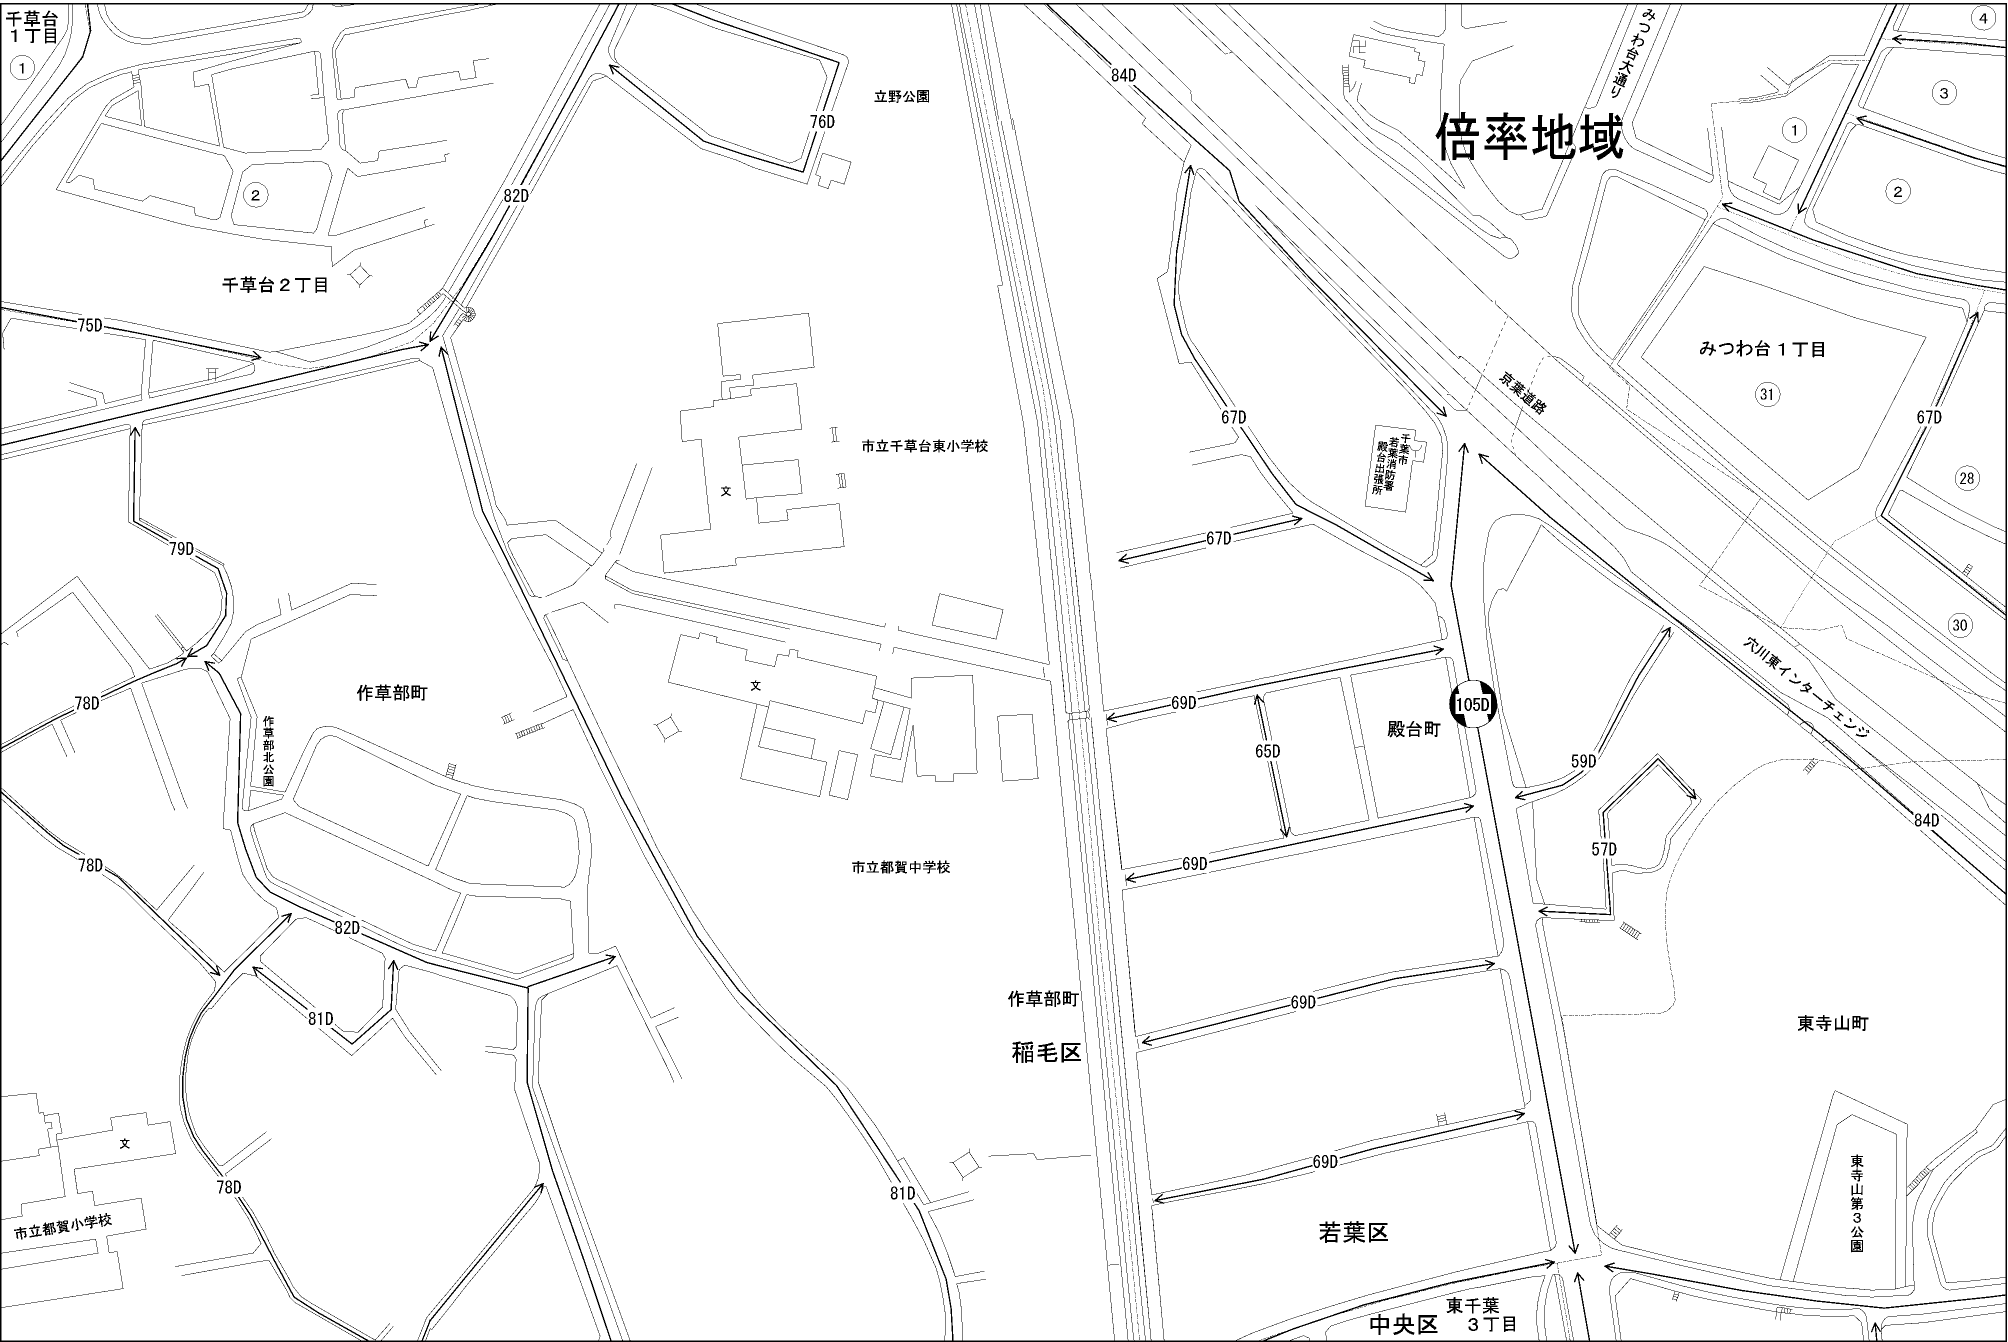 千草台
1丁目
1
2
千草台2丁目
立野公園
76D
82D
75D
84D
みつわ台大通り
倍率地域
4
3
1
2
みつわ台1丁目
31
67D
28
30
京葉道路
千葉市
若葉消防署
殿台出張所
67D
67D
市立千草台東小学校
文
79D
78D
作草部町
作草部北公園
文
69D
65D
殿台町
105D
59D
穴川東インターチェンジ
84D
57D
78D
市立都賀中学校
69D
82D
81D
作草部町
稲毛区
69D
東寺山町
文
市立都賀小学校
78D
81D
69D
若葉区
東寺山第3公園
中央区
東千葉
3丁目